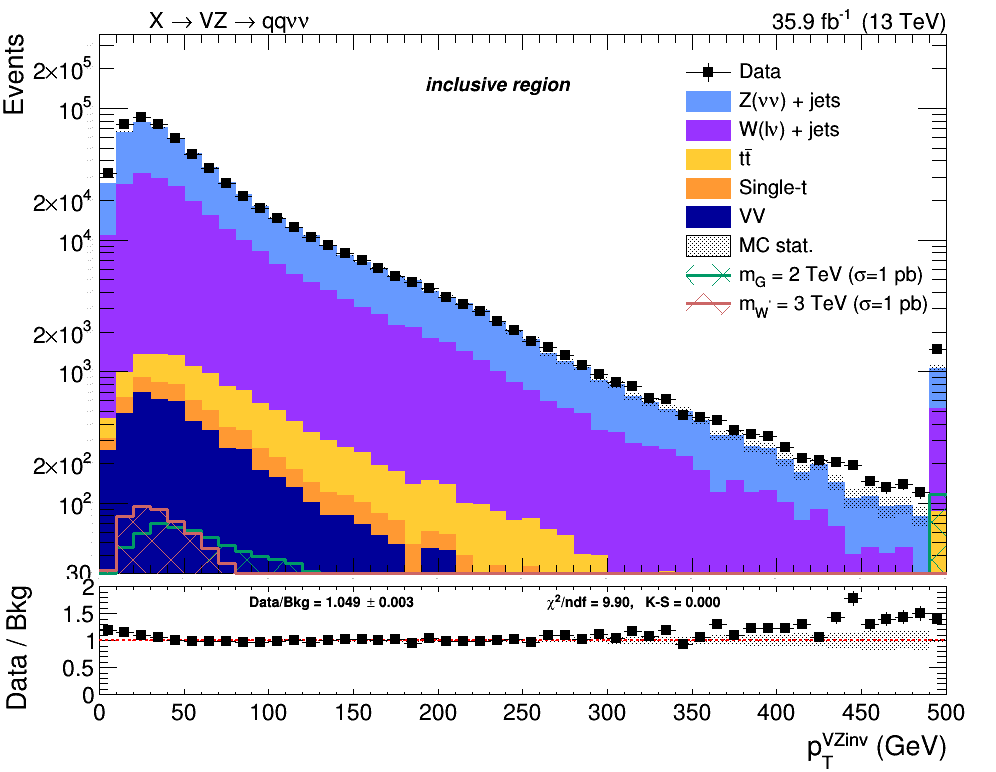 X → VZ → qqνν
35.9 fb⁻¹ (13 TeV)
Events
inclusive region
Data
Z(νν) + jets
W(lν) + jets
tt̄
Single-t
VV
MC stat.
m_G = 2 TeV (σ=1 pb)
m_W' = 3 TeV (σ=1 pb)
2×10⁵
10⁵
2×10⁴
10⁴
2×10³
10³
2×10²
10²
30
Data / Bkg
Data/Bkg = 1.049 ± 0.003
χ²/ndf = 9.90, K-S = 0.000
2
1.5
1
0.5
0
0 50 100 150 200 250 300 350 400 450 500
p_T^VZinv (GeV)